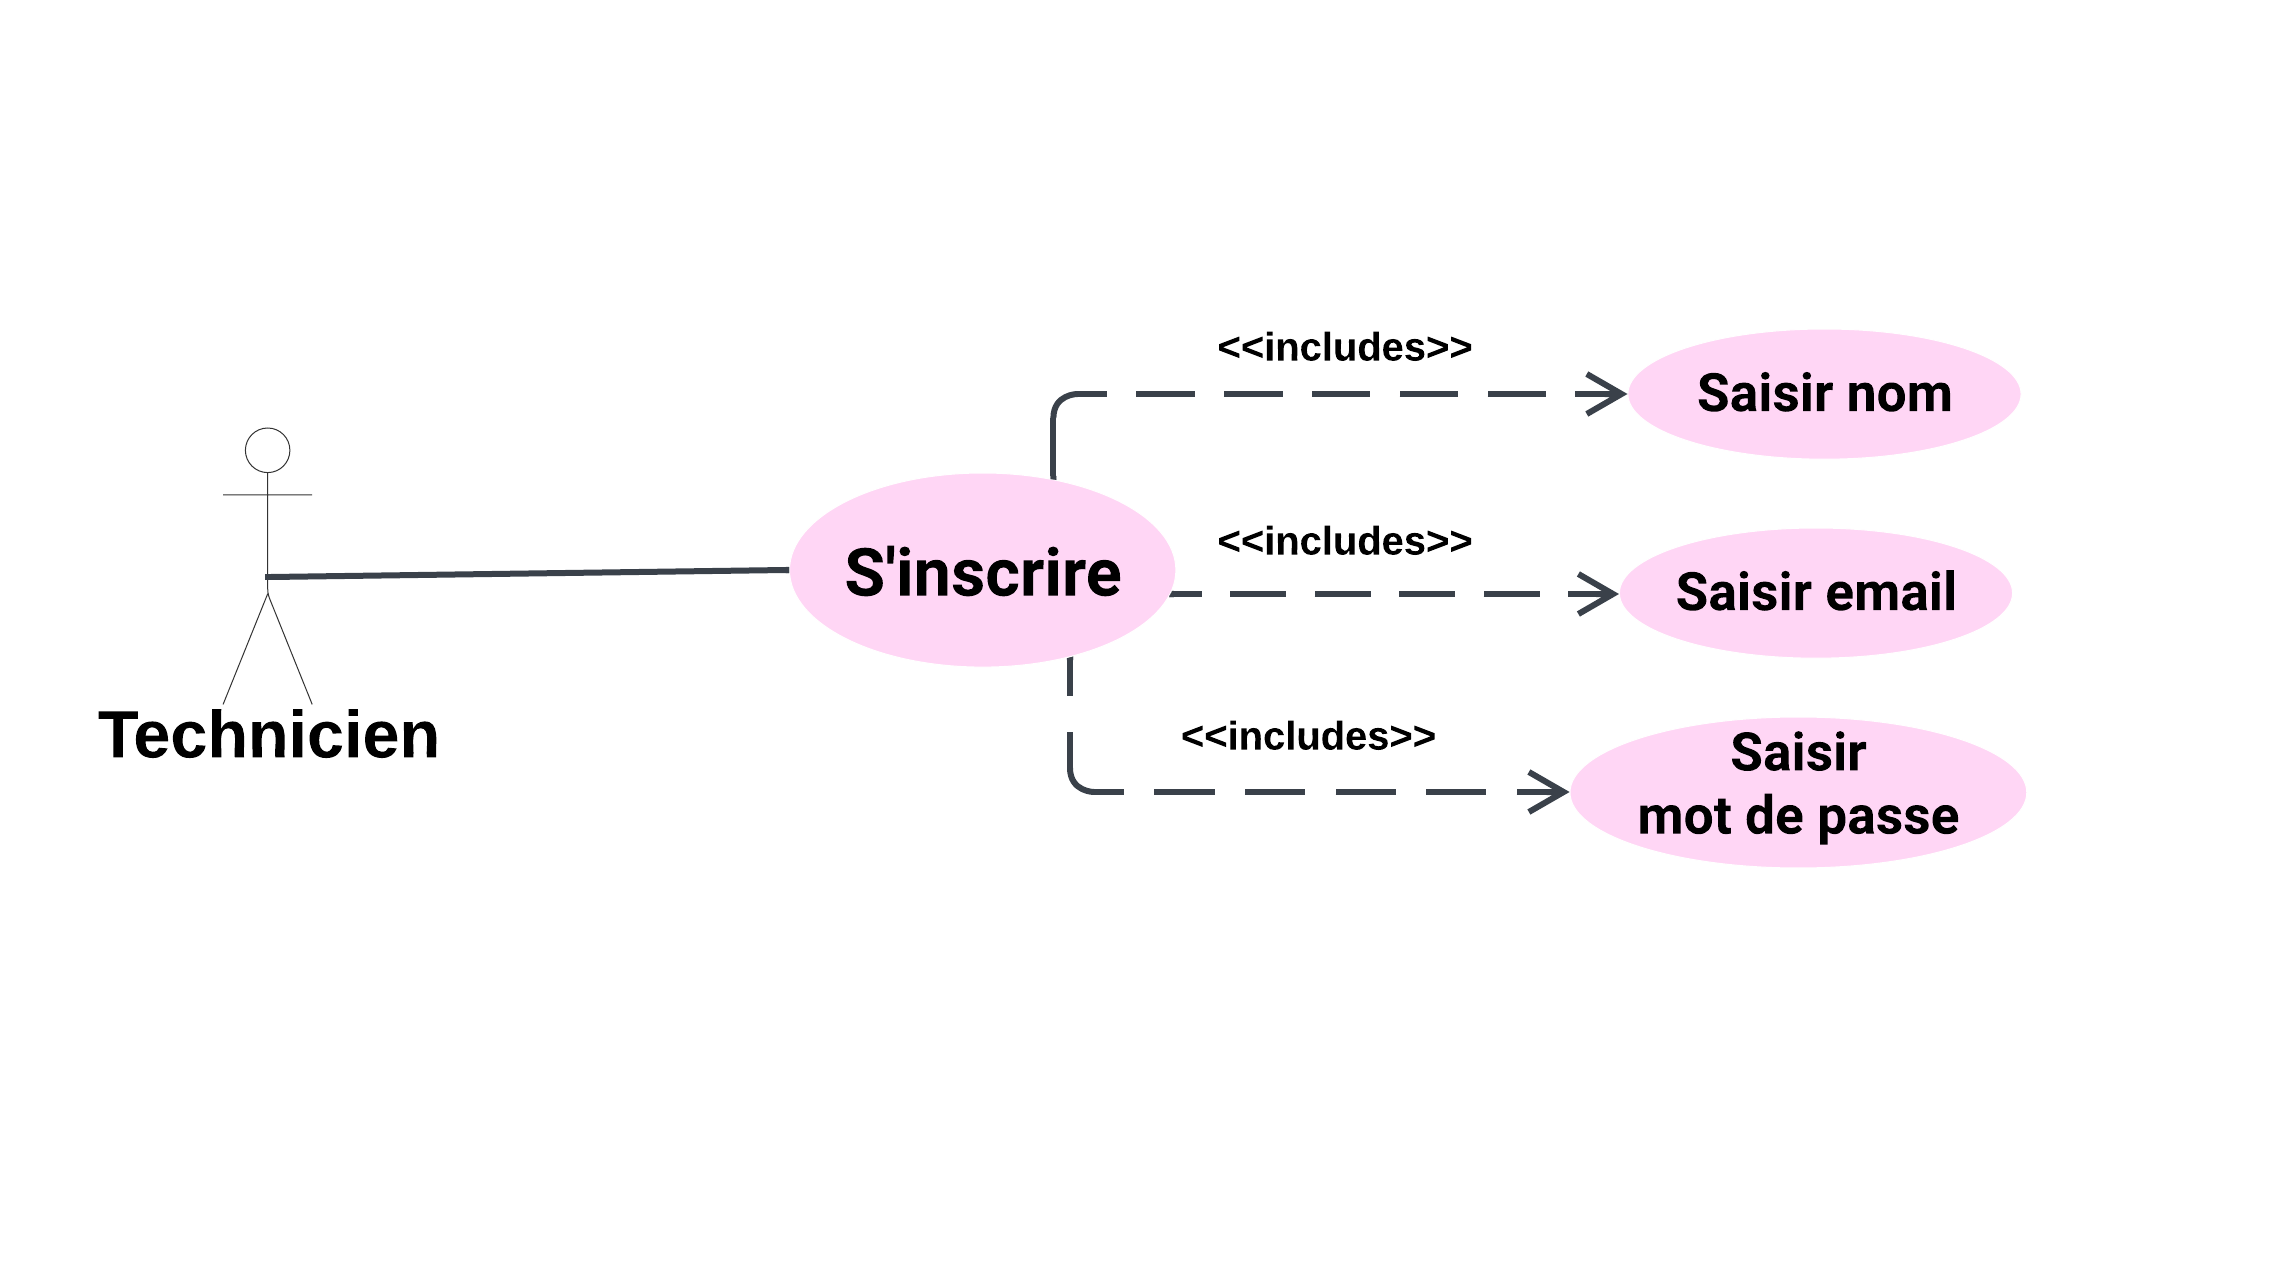 <<includes>>
Saisir nom
<<includes>>
S'inscrire
Saisir email
Technicien
<<includes>>
Saisir
mot de passe